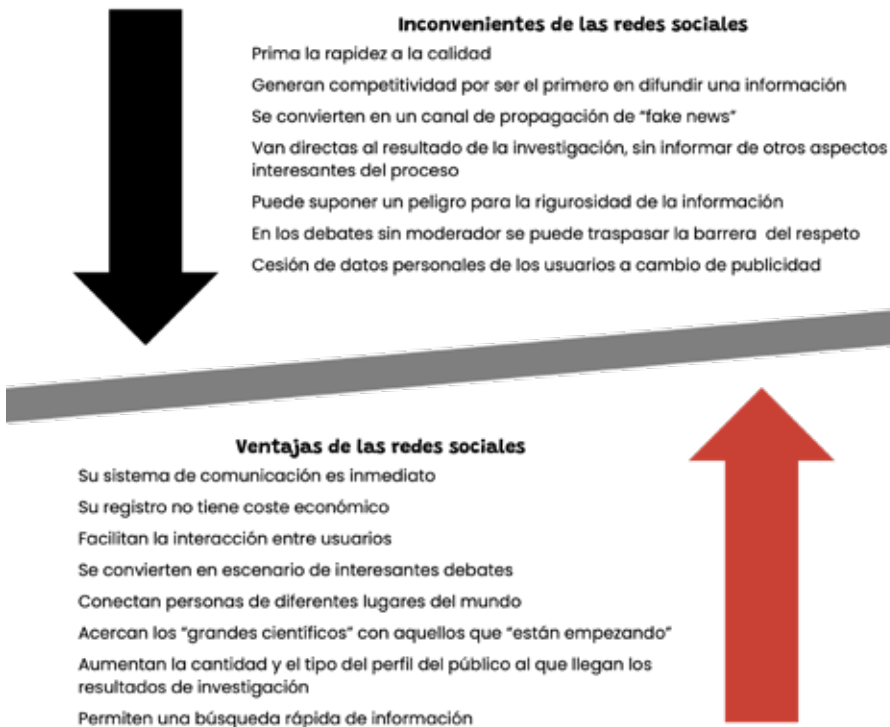 Inconvenientes de las redes sociales
Prima la rapidez a la calidad
Generan competitividad por ser el primero en difundir una información
Se convierten en un canal de propagación de “fake news”
Van directas al resultado de la investigación, sin informar de otros aspectos
interesantes del proceso
Puede suponer un peligro para la rigurosidad de la información
En los debates sin moderador se puede traspasar la barrera del respeto
Cesión de datos personales de los usuarios a cambio de publicidad
Ventajas de las redes sociales
Su sistema de comunicación es inmediato
Su registro no tiene coste económico
Facilitan la interacción entre usuarios
Se convierten en escenario de interesantes debates
Conectan personas de diferentes lugares del mundo
Acercan los “grandes científicos” con aquellos que “están empezando”
Aumentan la cantidad y el tipo del perfil del público al que llegan los
resultados de investigación
Permiten una búsqueda rápida de información